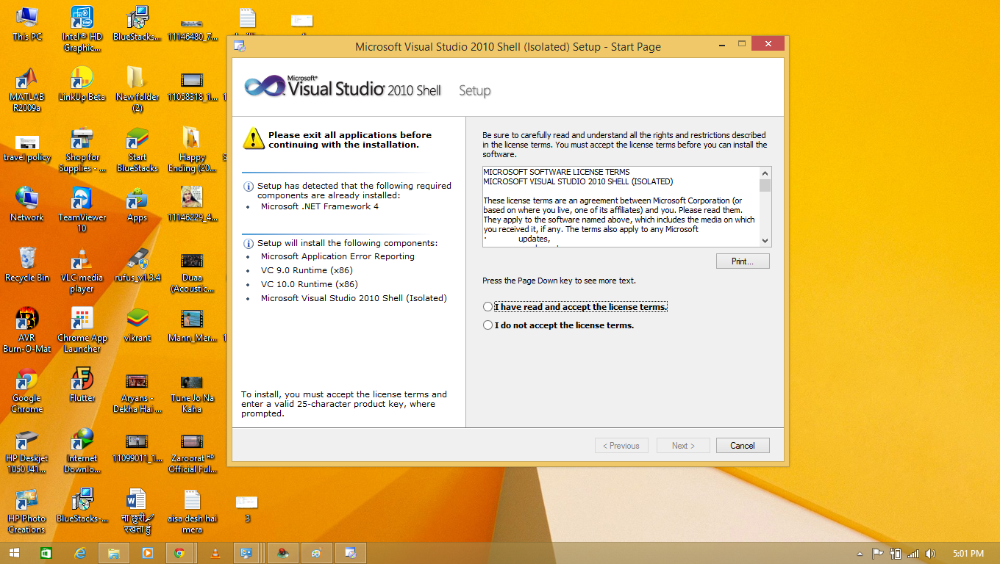 This PC
Intel® HD
Graphic...
BlueStacks...
11146480_7...
MATLAB
R2009a
LinkUp Beta
New folder
(2)
11058318_1...
travel policy
Shop for
Supplies - ...
Start
BlueStacks
Happy
Ending (20...
Network
TeamViewer
10
Apps
11146229_4...
Recycle Bin
VLC media
player
rufus_v1.3.4
Duaa
(Acoustic...
AVR
Burn-O-Mat
Chrome App
Launcher
vikrant
Mann_Mer...
Google
Chrome
Flutter
Aryans -
Dekha Hai ...
Tune Jo Na
Kaha
HP Deskjet
1050 J41...
Internet
Downlo...
11099011_1...
Zaroorat ᴴᴰ
Official Ful...
HP Photo
Creations
BlueStacks-...
ना छुरी
रखता हुं
aisa desh hai
mera
3
Microsoft Visual Studio 2010 Shell (Isolated) Setup - Start Page
Microsoft®
Visual Studio® 2010 Shell Setup
Please exit all applications before
continuing with the installation.
Setup has detected that the following required
components are already installed:
• Microsoft .NET Framework 4
Setup will install the following components:
• Microsoft Application Error Reporting
• VC 9.0 Runtime (x86)
• VC 10.0 Runtime (x86)
• Microsoft Visual Studio 2010 Shell (Isolated)
To install, you must accept the license terms and
enter a valid 25-character product key, where
prompted.
Be sure to carefully read and understand all the rights and restrictions described
in the license terms. You must accept the license terms before you can install the
software.
MICROSOFT SOFTWARE LICENSE TERMS
MICROSOFT VISUAL STUDIO 2010 SHELL (ISOLATED)
These license terms are an agreement between Microsoft Corporation (or
based on where you live, one of its affiliates) and you. Please read them.
They apply to the software named above, which includes the media on which
you received it, if any. The terms also apply to any Microsoft
· updates,
Print...
Press the Page Down key to see more text.
I have read and accept the license terms.
I do not accept the license terms.
< Previous
Next >
Cancel
5:01 PM